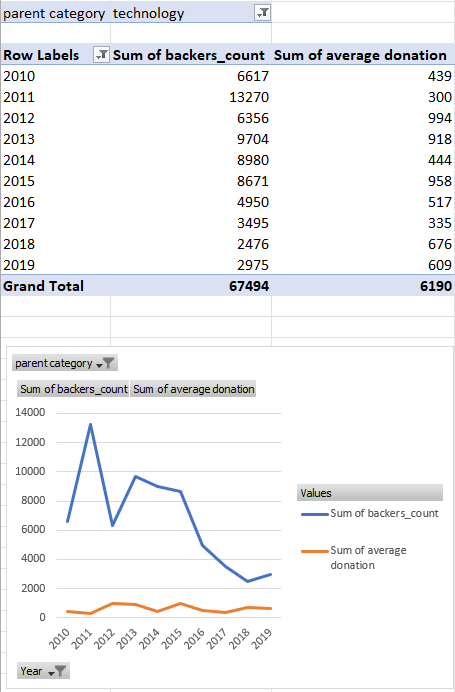 parent category technology
Row Labels Sum of backers_count Sum of average donation
2010 6617 439
2011 13270 300
2012 6356 994
2013 9704 918
2014 8980 444
2015 8671 958
2016 4950 517
2017 3495 335
2018 2476 676
2019 2975 609
Grand Total 67494 6190
parent category
Sum of backers_count Sum of average donation
14000
12000
10000
8000
6000
4000
2000
0
2010 2011 2012 2013 2014 2015 2016 2017 2018 2019
Values
Sum of backers_count
Sum of average
donation
Year